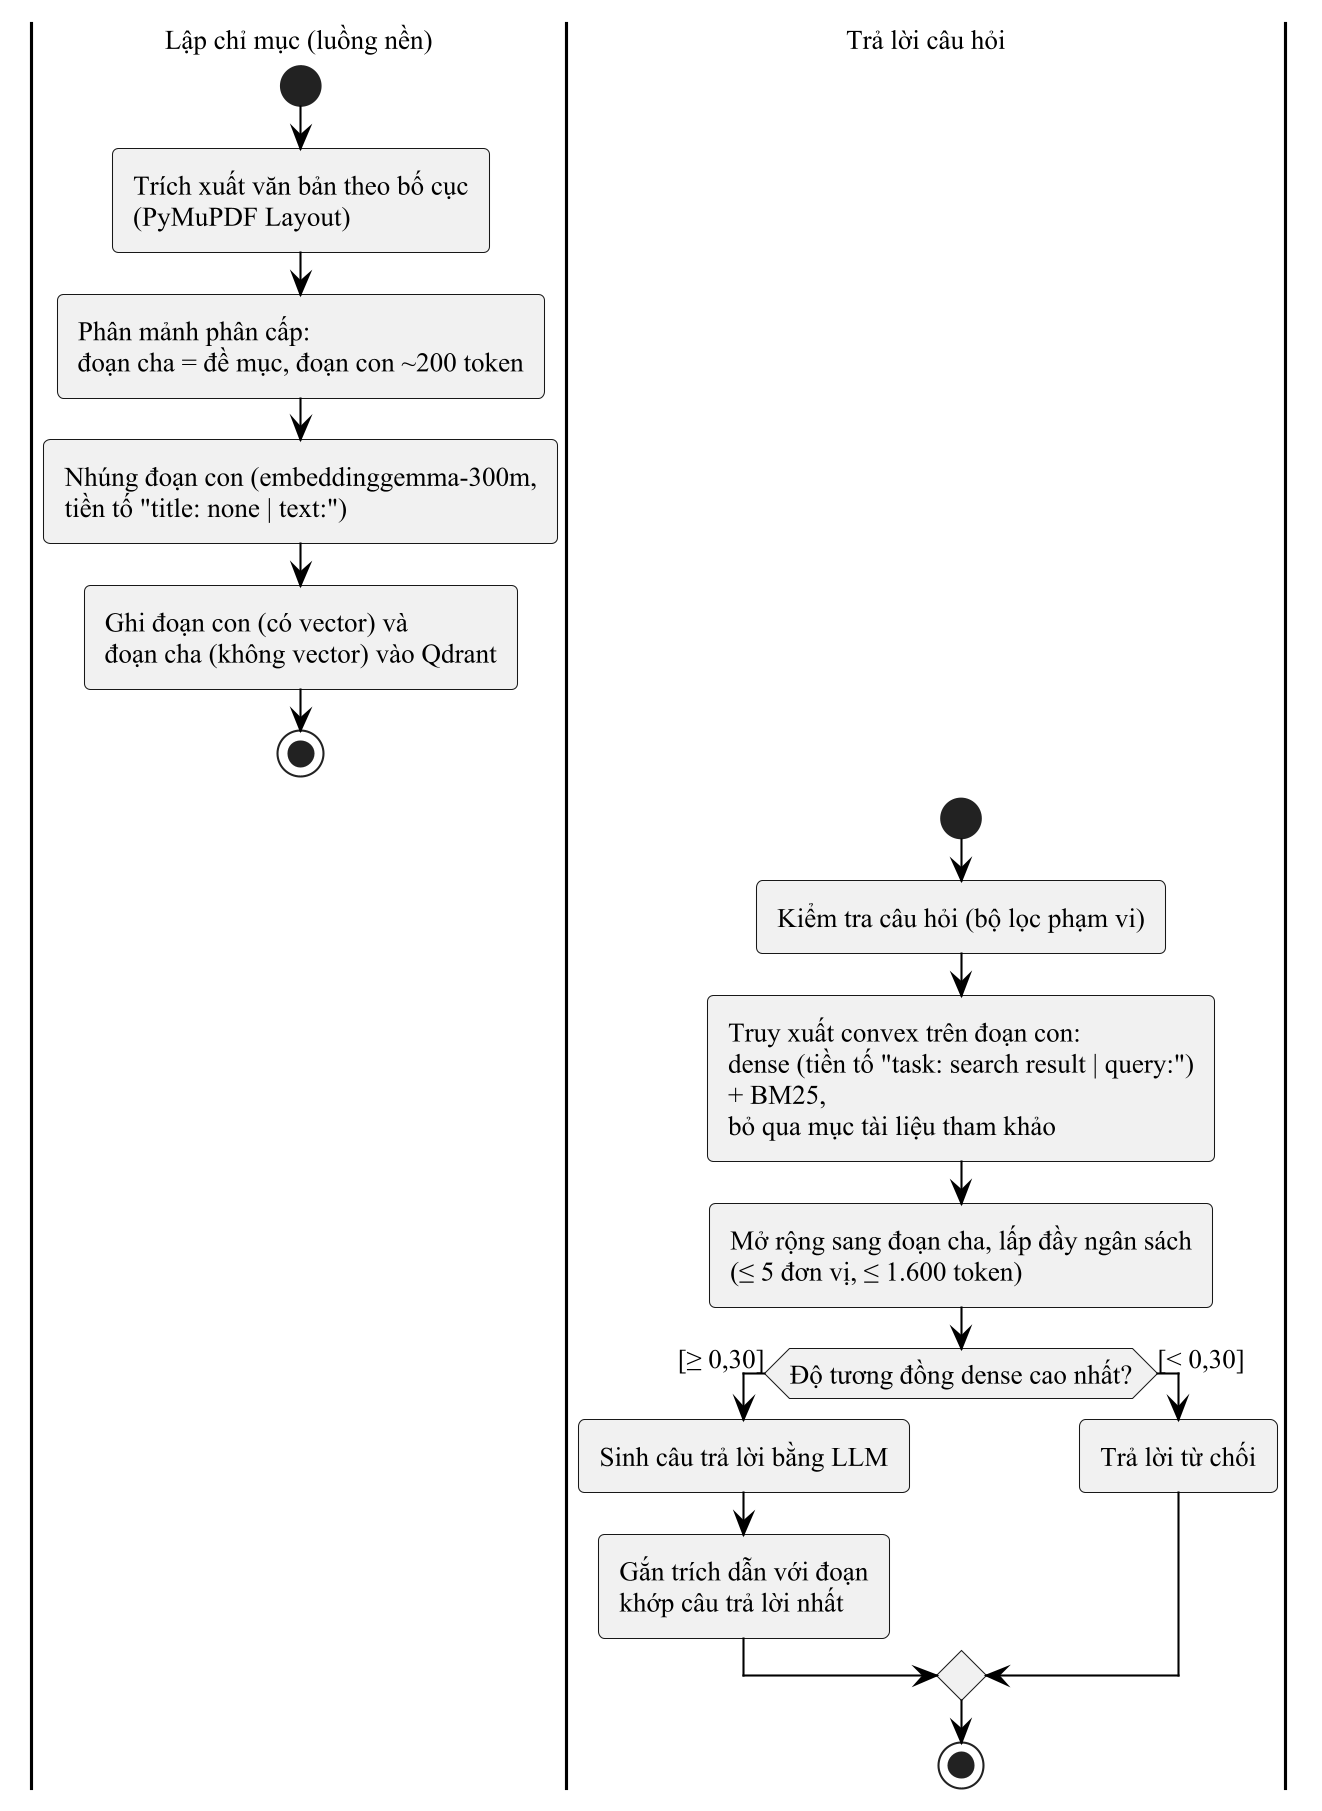 Lập chỉ mục (luồng nền)
Trả lời câu hỏi
Trích xuất văn bản theo bố cục
(PyMuPDF Layout)
Phân mảnh phân cấp:
đoạn cha = đề mục, đoạn con ~200 token
Nhúng đoạn con (embeddinggemma-300m,
tiền tố "title: none | text:")
Ghi đoạn con (có vector) và
đoạn cha (không vector) vào Qdrant
Kiểm tra câu hỏi (bộ lọc phạm vi)
Truy xuất convex trên đoạn con:
dense (tiền tố "task: search result | query:")
+ BM25,
bỏ qua mục tài liệu tham khảo
Mở rộng sang đoạn cha, lấp đầy ngân sách
(≤ 5 đơn vị, ≤ 1.600 token)
[≥ 0,30]
Độ tương đồng dense cao nhất?
[< 0,30]
Sinh câu trả lời bằng LLM
Trả lời từ chối
Gắn trích dẫn với đoạn
khớp câu trả lời nhất